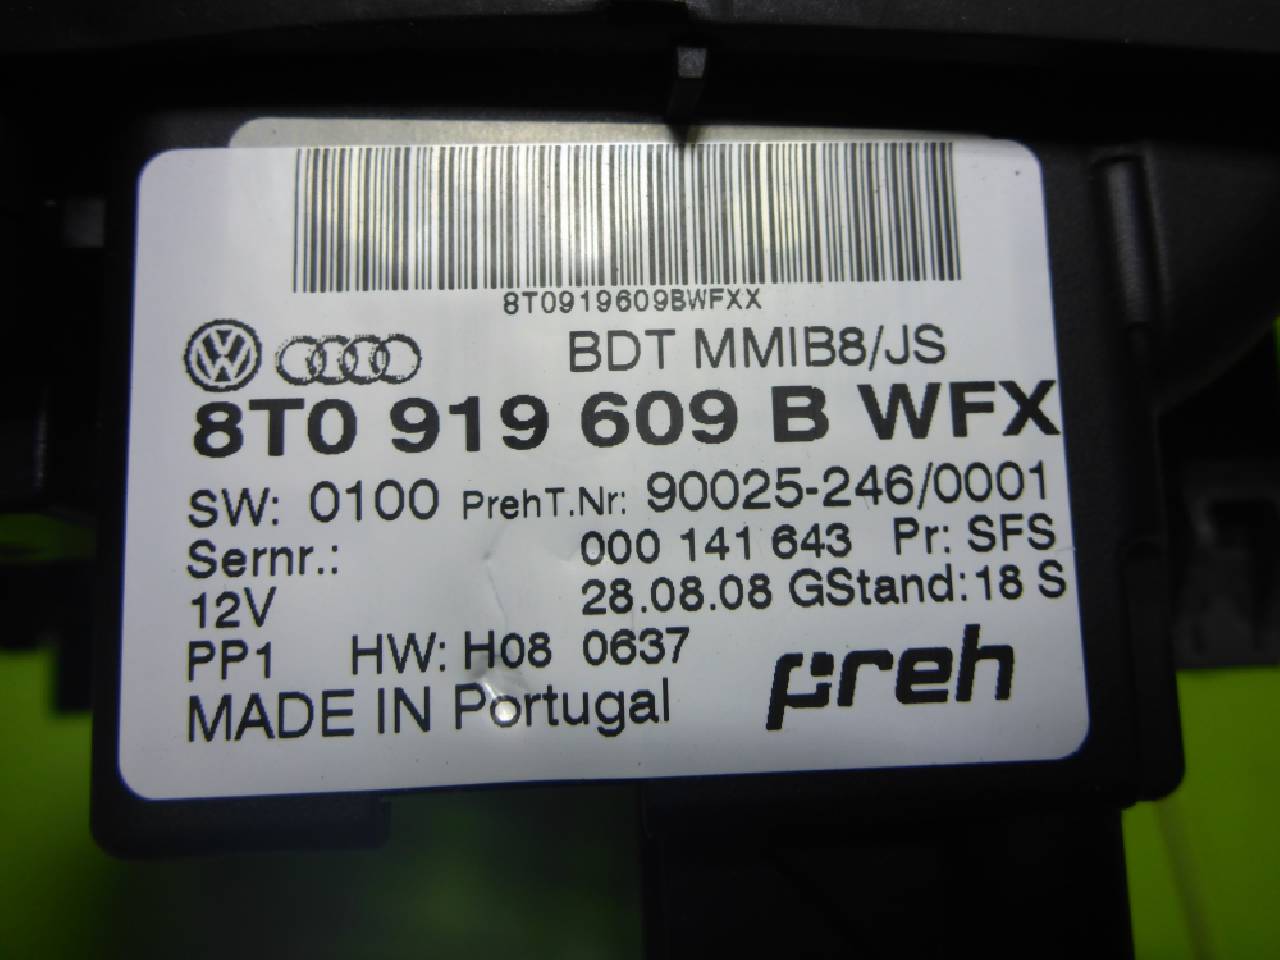 8T0919609BWFXX
BDT MMIB8/JS
8T0 919 609 B WFX
SW: 0100 PrehT.Nr: 90025-246/0001
Sernr.: 000 141 643 Pr: SFS
12V 28.08.08 GStand:18 S
PP1 HW: H08 0637
preh
MADE IN Portugal